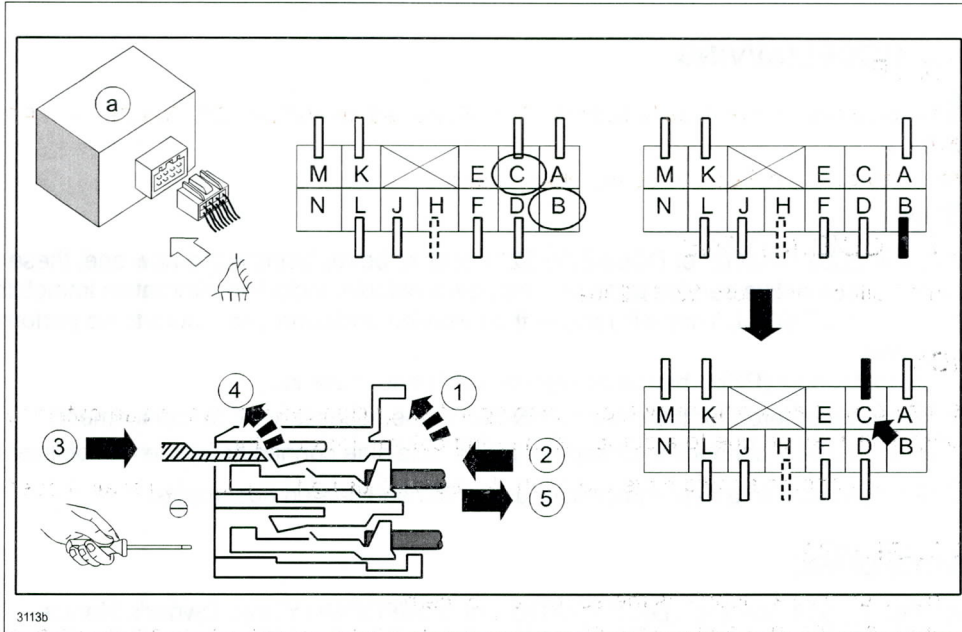 a
M K E C A
N L J H F D B
M K E C A
N L J H F D B
4 1
3
2
5
M K E C A
N L J H F D B
3113b